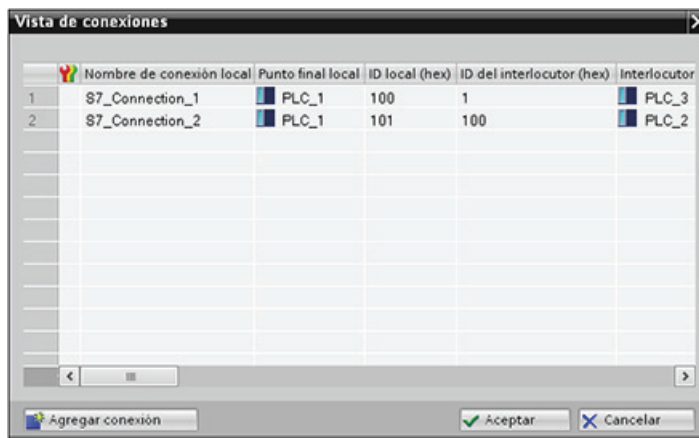 Vista de conexiones
Nombre de conexión local Punto final local ID local (hex) ID del interlocutor (hex) Interlocutor
1 S7_Connection_1 PLC_1 100 1 PLC_3
2 S7_Connection_2 PLC_1 101 100 PLC_2
Agregar conexión Aceptar Cancelar